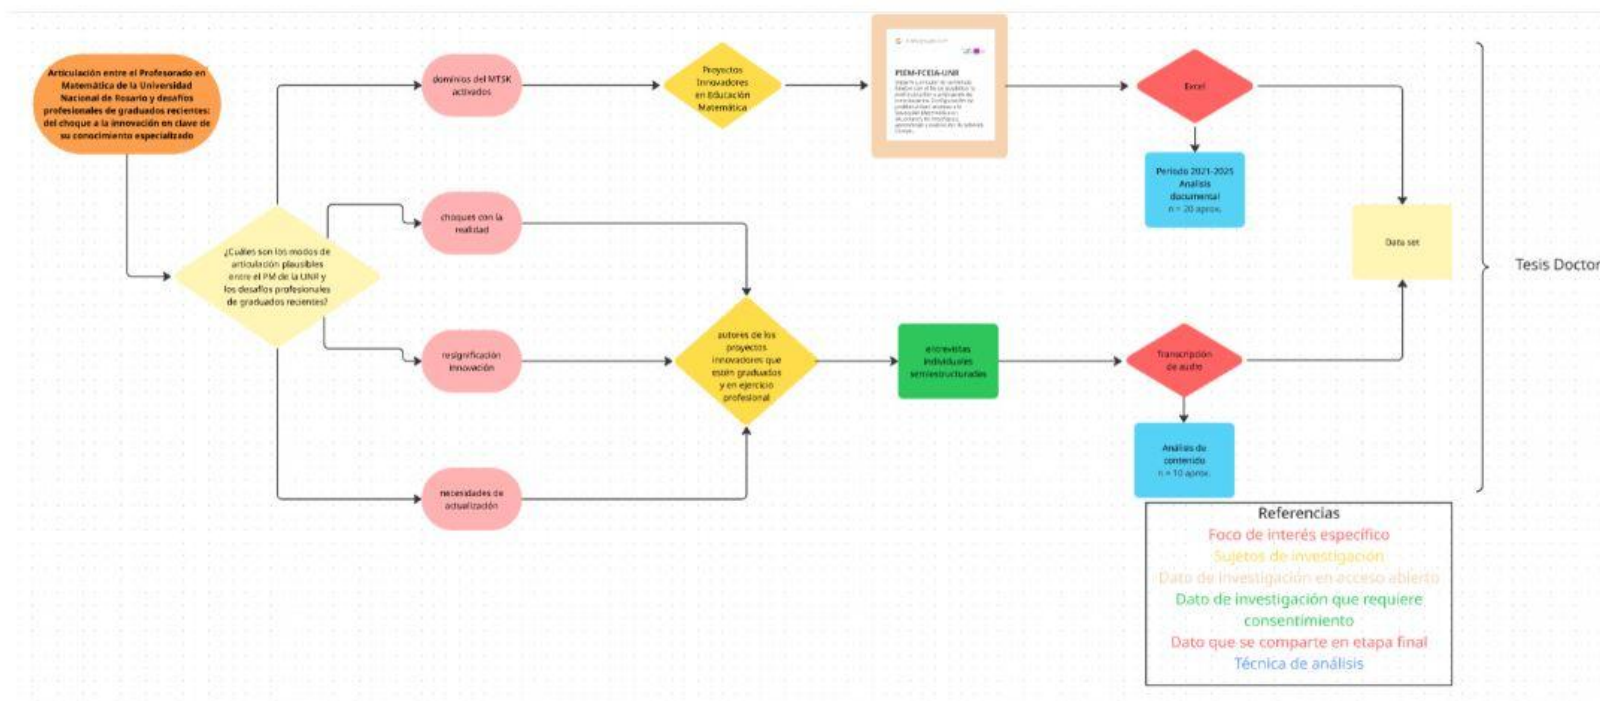 Articulación entre el Profesorado en
Matemática de la Universidad
Nacional de Rosario y desafíos
profesionales de graduados recientes:
del choque a la innovación en clave de
su conocimiento especializado
¿Cuáles son los modos de
articulación plausibles
entre el PM de la UNR y
los desafíos profesionales
de graduados recientes?
dominios del MTSK
activados
choques con la
realidad
resignificación
innovación
necesidades de
actualización
Proyectos
Innovadores
en Educación
Matemática
autores de los
proyectos
innovadores que
estén graduados
y en ejercicio
profesional
PIEM-FCEIA-UNR
entrevistas
individuales
semiestructuradas
Excel
Periodo 2021-2025
Analisis
documental
n = 20 aprox.
Transcripción
de audio
Análisis de
contenido
n = 10 aprox.
Data set
Tesis Doctor
Referencias
Foco de interés específico
Sujetos de investigación
Dato de investigación en acceso abierto
Dato de investigación que requiere
consentimiento
Dato que se comparte en etapa final
Técnica de análisis